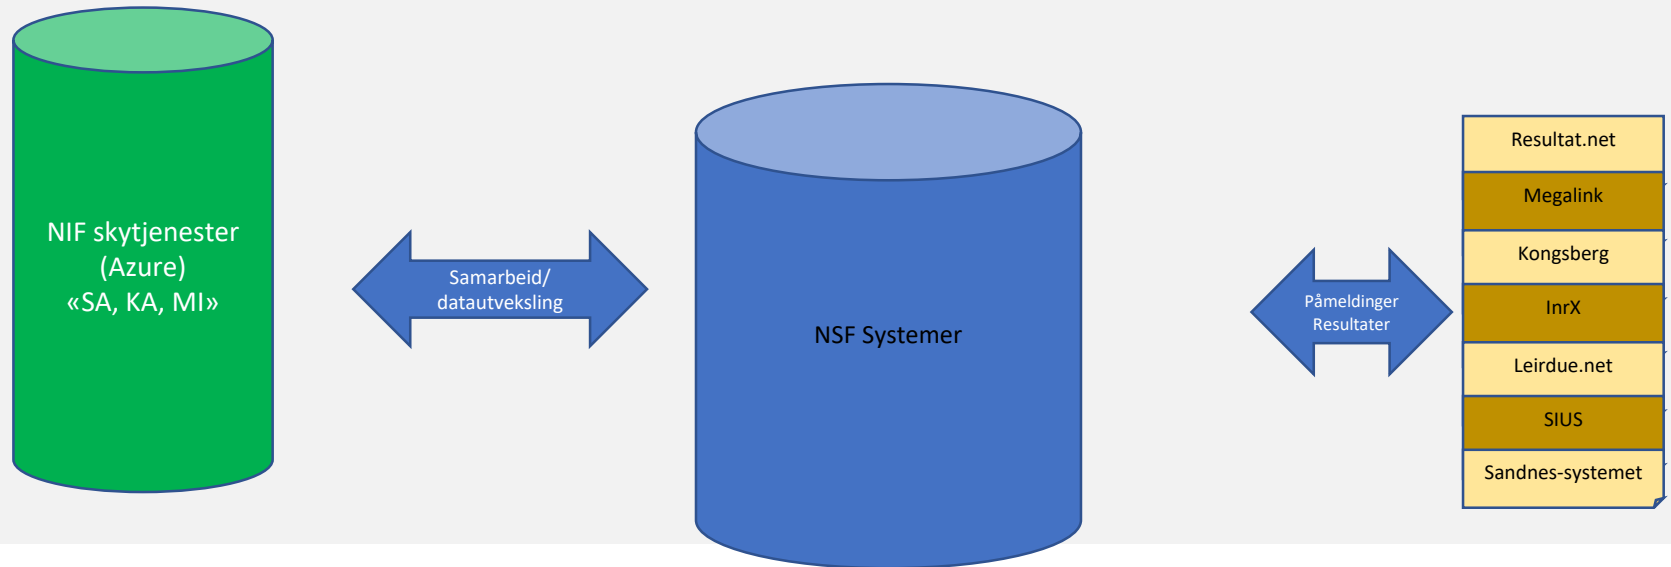 NIF skytjenester
(Azure)
«SA, KA, MI»
Samarbeid/
datautveksling
NSF Systemer
Påmeldinger
Resultater
Resultat.net
Megalink
Kongsberg
InrX
Leirdue.net
SIUS
Sandnes-systemet